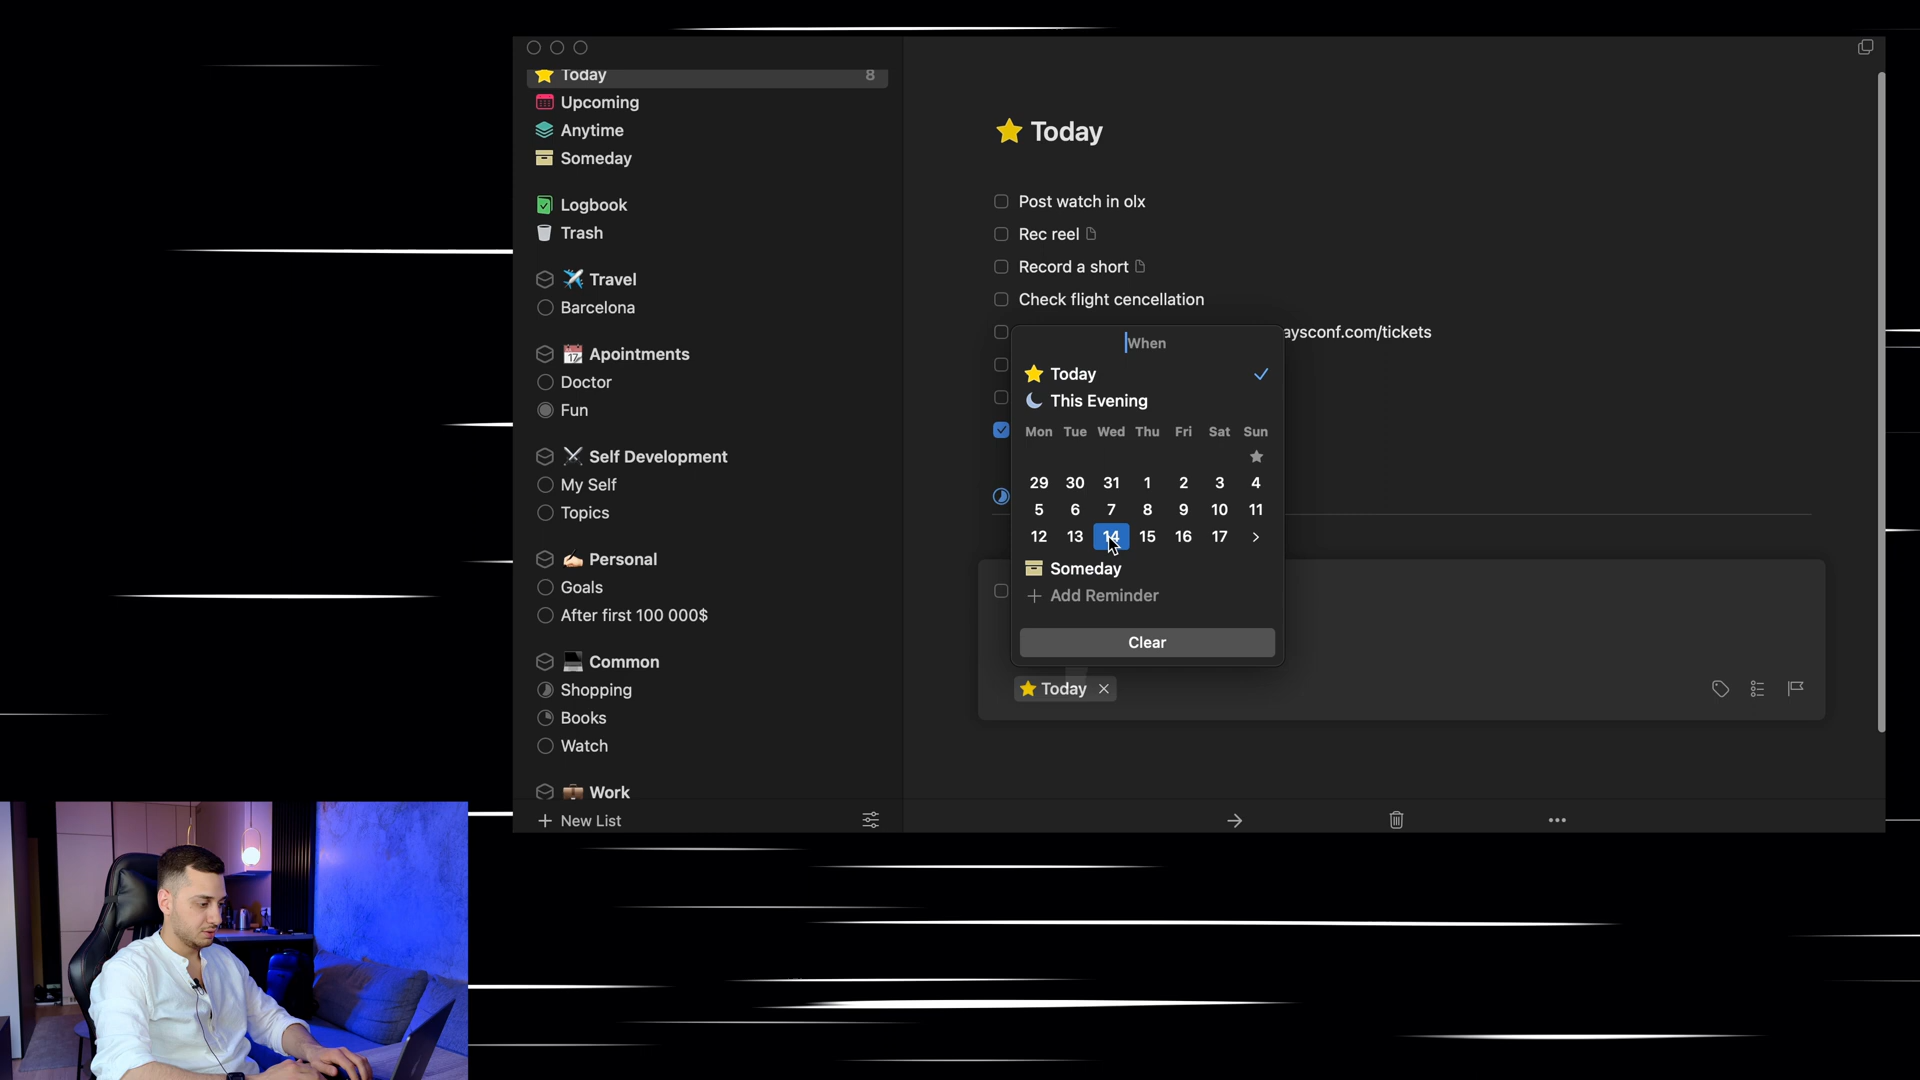 Today 8
Upcoming
Anytime
Someday
Logbook
Trash
Travel
Barcelona
Apointments
Doctor
Fun
Self Development
My Self
Topics
Personal
Goals
After first 100 000$
Common
Shopping
Books
Watch
Work
New List
Today
Post watch in olx
Rec reel
Record a short
Check flight cencellation
aysconf.com/tickets
When
Today
This Evening
Mon Tue Wed Thu Fri Sat Sun
29 30 31 1 2 3 4
5 6 7 8 9 10 11
12 13 14 15 16 17 >
Someday
+ Add Reminder
Clear
Today